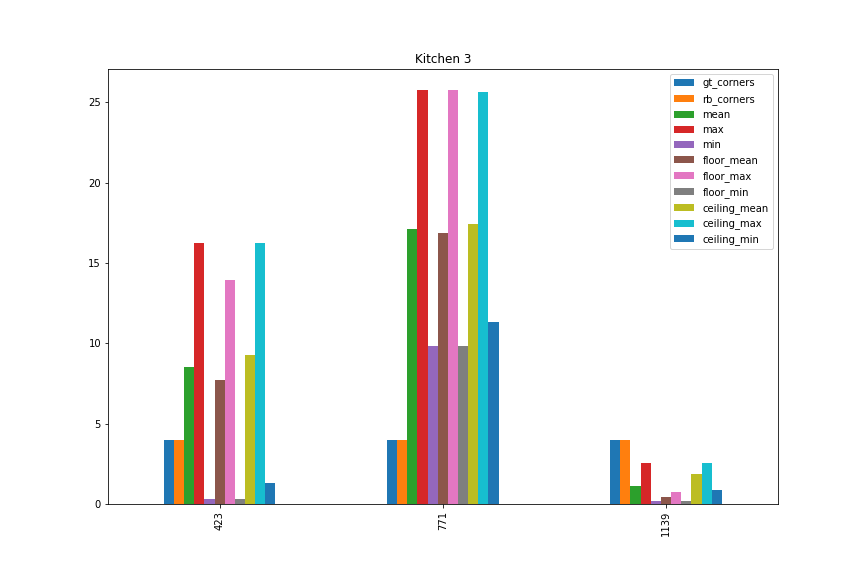 Kitchen 3
gt_corners
rb_corners
mean
max
min
floor_mean
floor_max
floor_min
ceiling_mean
ceiling_max
ceiling_min
25
20
15
10
5
0
423
771
1139